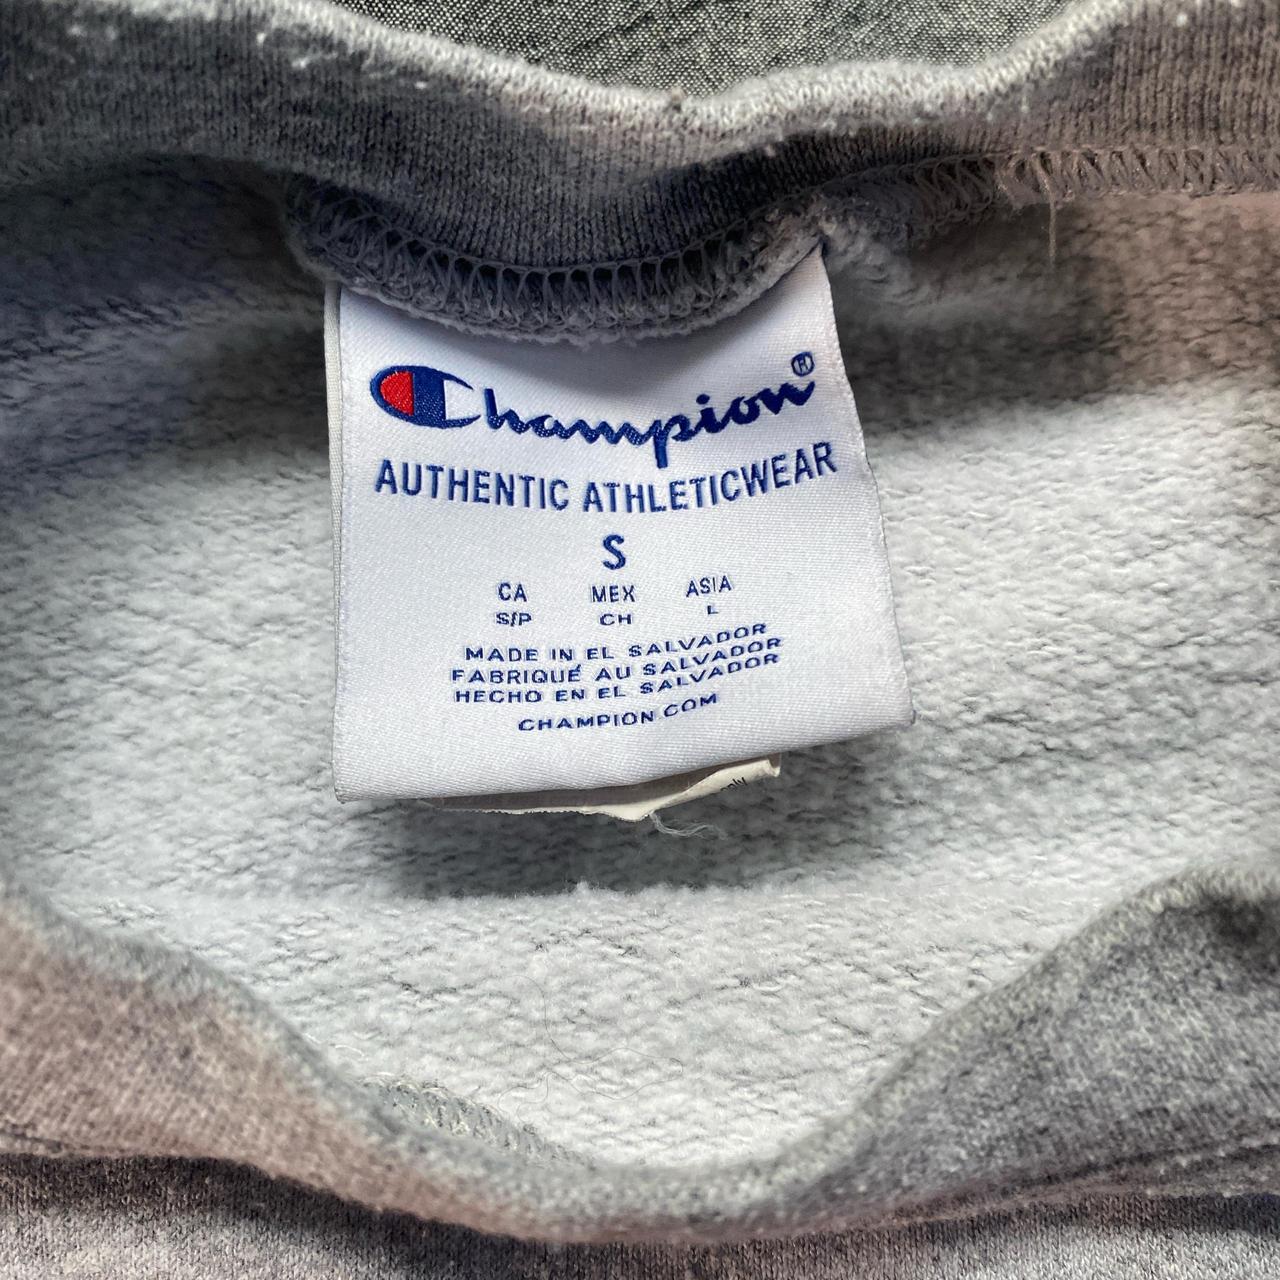 Champion®
AUTHENTIC ATHLETICWEAR
S
CA MEX ASIA
S/P CH L
MADE IN EL SALVADOR
FABRIQUÉ AU SALVADOR
HECHO EN EL SALVADOR
CHAMPION.COM